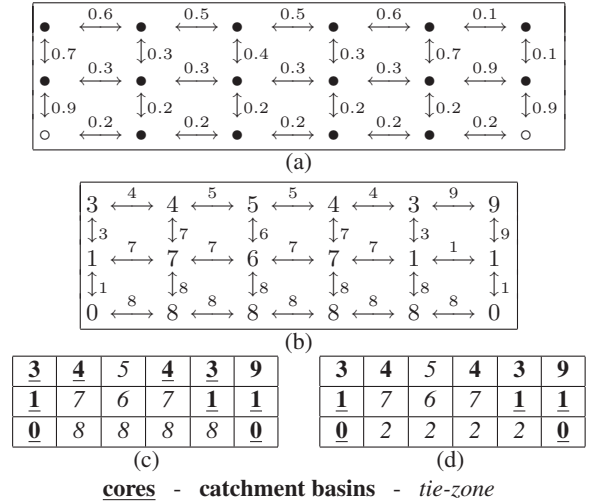 ● ⟷ 0.6 ● ⟷ 0.5 ● ⟷ 0.5 ● ⟷ 0.6 ● ⟷ 0.1 ●
↕0.7 ↕0.3 ↕0.4 ↕0.3 ↕0.7 ↕0.1
● ⟷ 0.3 ● ⟷ 0.3 ● ⟷ 0.3 ● ⟷ 0.3 ● ⟷ 0.9 ●
↕0.9 ↕0.2 ↕0.2 ↕0.2 ↕0.2 ↕0.9
○ ⟷ 0.2 ● ⟷ 0.2 ● ⟷ 0.2 ● ⟷ 0.2 ● ⟷ 0.2 ○
(a)
3 ⟷ 4 4 ⟷ 5 5 ⟷ 5 4 ⟷ 4 3 ⟷ 9 9
↕3 ↕7 ↕6 ↕7 ↕3 ↕9
1 ⟷ 7 7 ⟷ 7 6 ⟷ 7 7 ⟷ 7 1 ⟷ 1 1
↕1 ↕8 ↕8 ↕8 ↕8 ↕1
0 ⟷ 8 8 ⟷ 8 8 ⟷ 8 8 ⟷ 8 8 ⟷ 8 0
(b)
3 4 5 4 3 9
1 7 6 7 1 1
0 8 8 8 8 0
(c)
3 4 5 4 3 9
1 7 6 7 1 1
0 2 2 2 2 0
(d)
cores - catchment basins - tie-zone